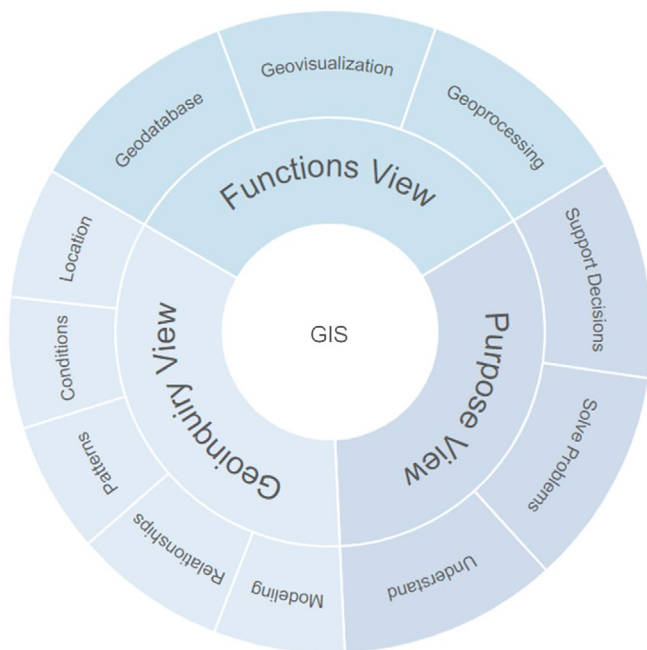 GIS
Functions View
Geodatabase
Geovisualization
Geoprocessing
Purpose View
Support Decisions
Solve Problems
Understand
Geoinquiry View
Modeling
Relationships
Patterns
Conditions
Location